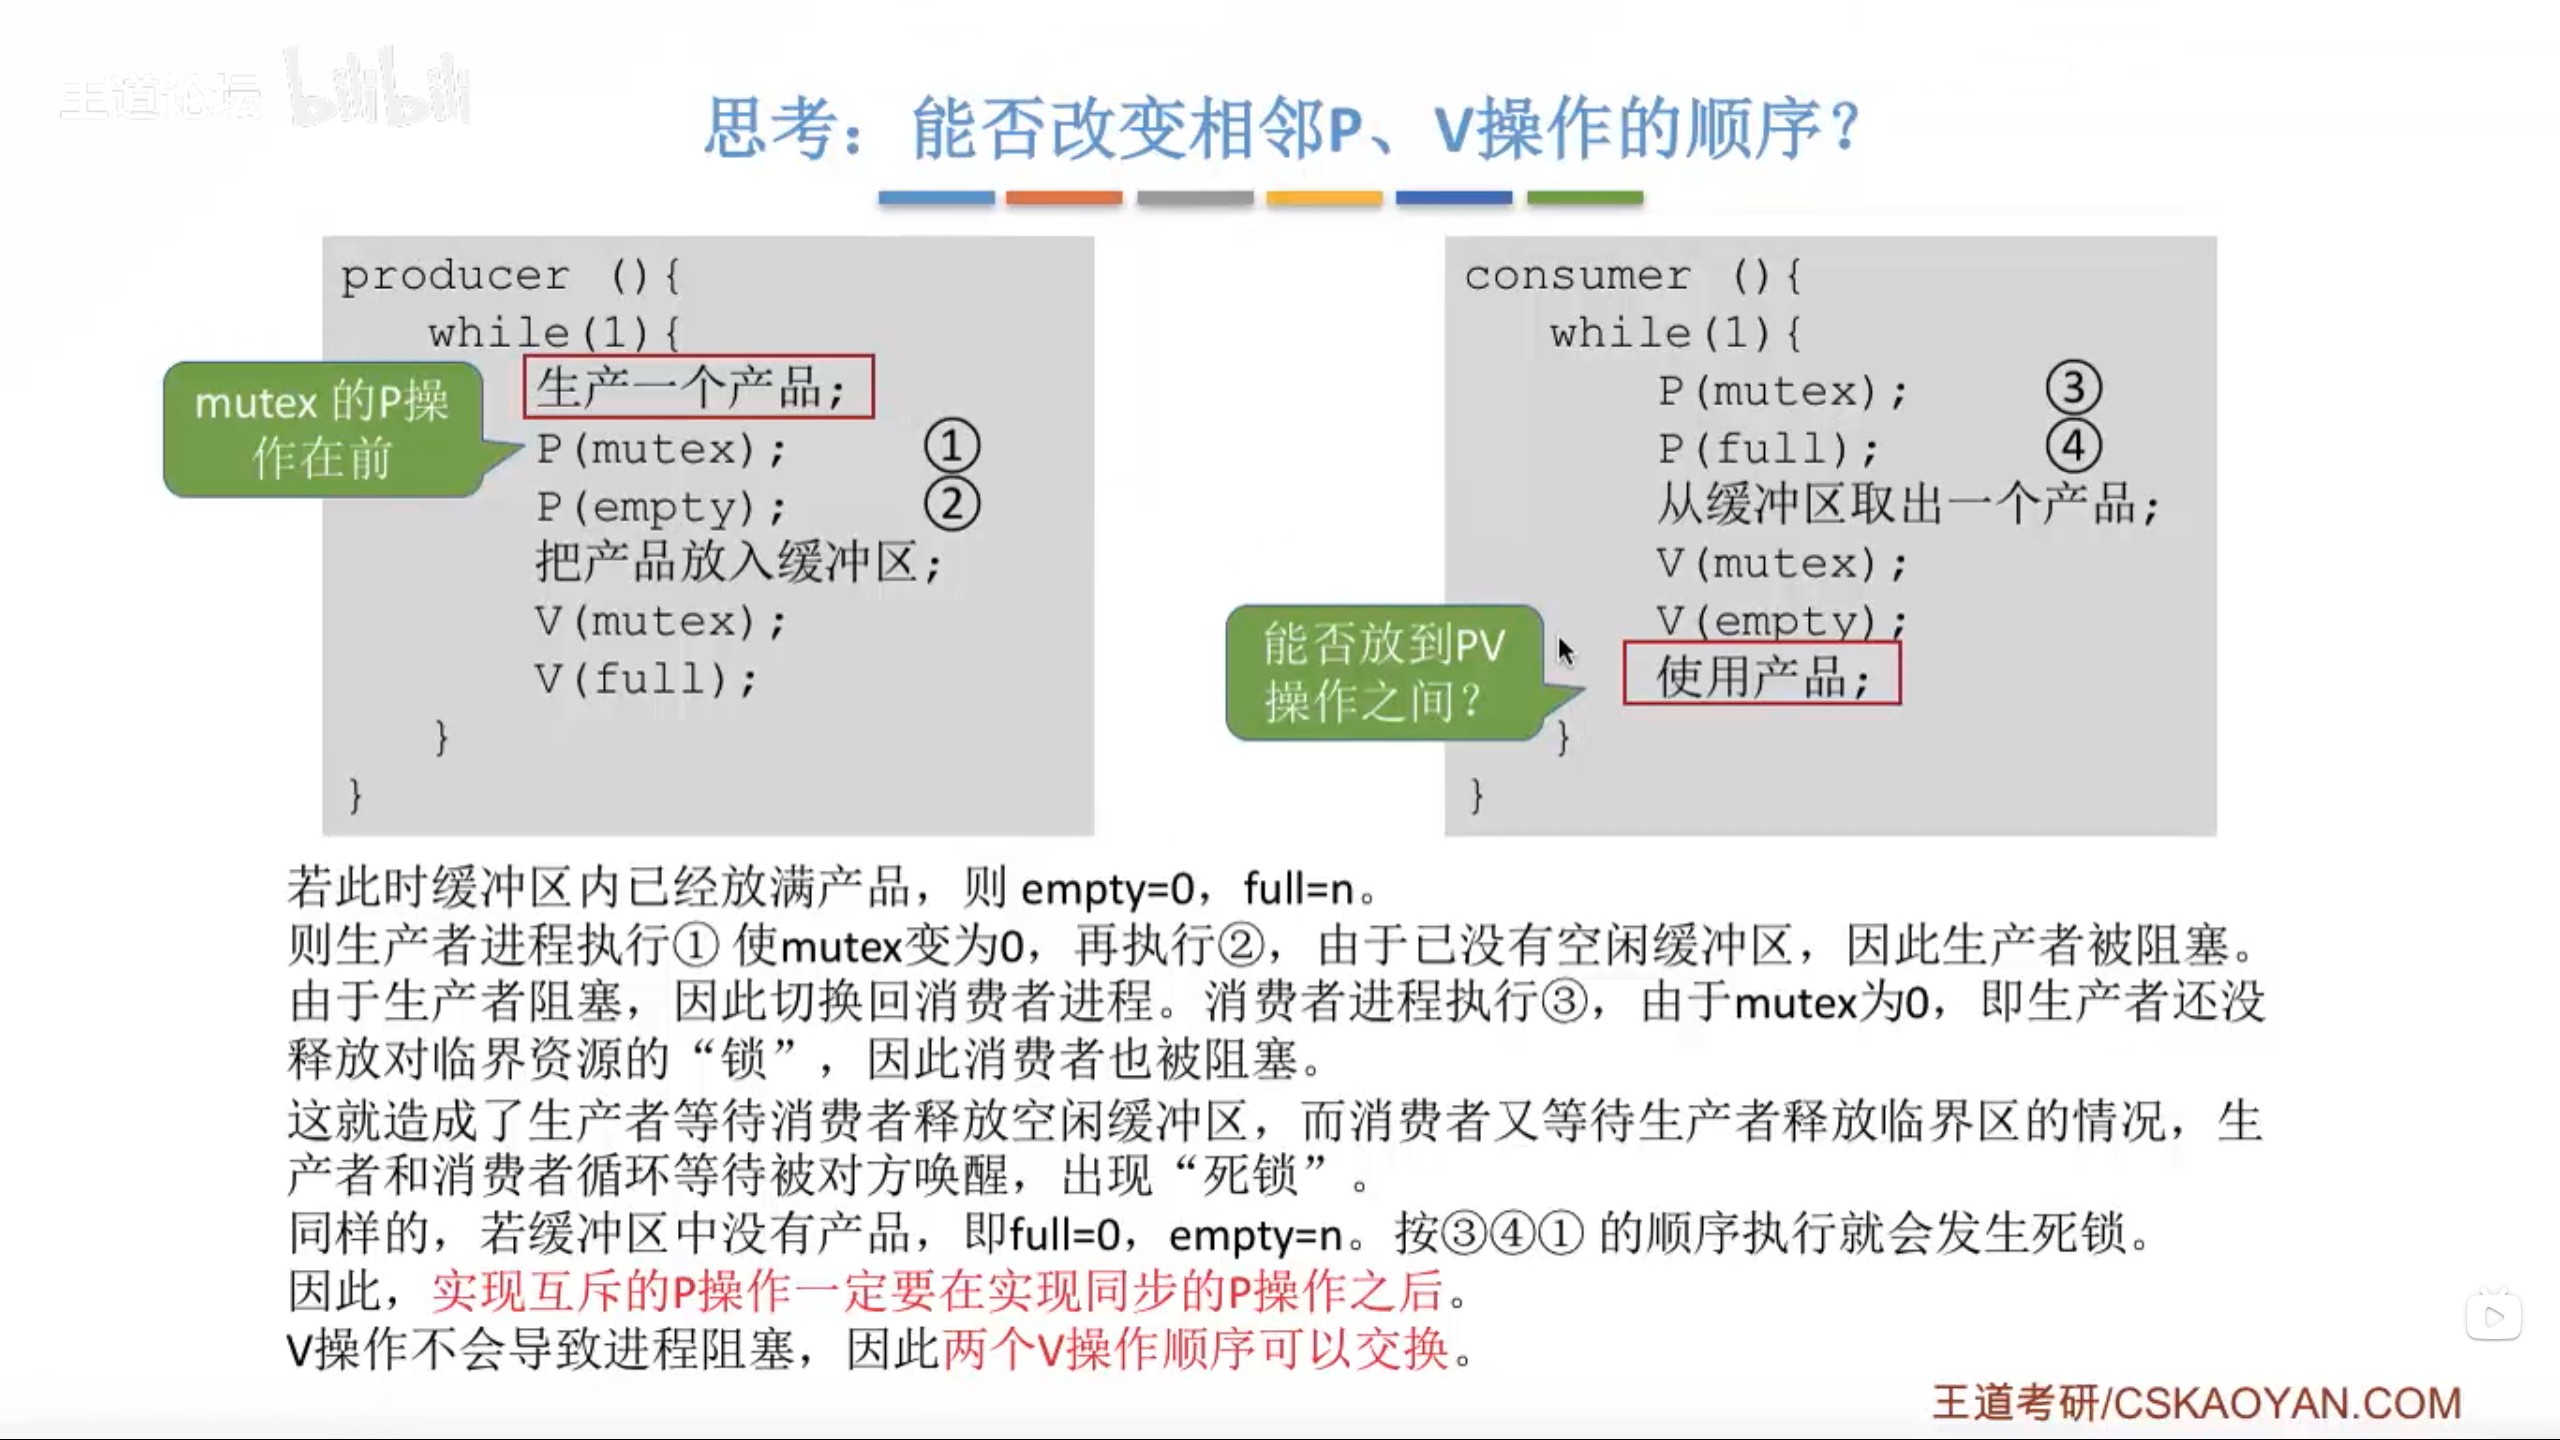 王道论坛 bilibili
思考：能否改变相邻P、V操作的顺序？
producer (){
while(1){
生产一个产品;
P(mutex); ①
P(empty); ②
把产品放入缓冲区;
V(mutex);
V(full);
}
}
mutex 的P操
作在前
consumer (){
while(1){
P(mutex); ③
P(full); ④
从缓冲区取出一个产品;
V(mutex);
V(empty);
使用产品;
}
}
能否放到PV
操作之间？
若此时缓冲区内已经放满产品，则 empty=0，full=n。
则生产者进程执行① 使mutex变为0，再执行②，由于已没有空闲缓冲区，因此生产者被阻塞。
由于生产者阻塞，因此切换回消费者进程。消费者进程执行③，由于mutex为0，即生产者还没
释放对临界资源的“锁”，因此消费者也被阻塞。
这就造成了生产者等待消费者释放空闲缓冲区，而消费者又等待生产者释放临界区的情况，生
产者和消费者循环等待被对方唤醒，出现“死锁”。
同样的，若缓冲区中没有产品，即full=0，empty=n。按③④① 的顺序执行就会发生死锁。
因此，实现互斥的P操作一定要在实现同步的P操作之后。
V操作不会导致进程阻塞，因此两个V操作顺序可以交换。
王道考研/CSKAOYAN.COM